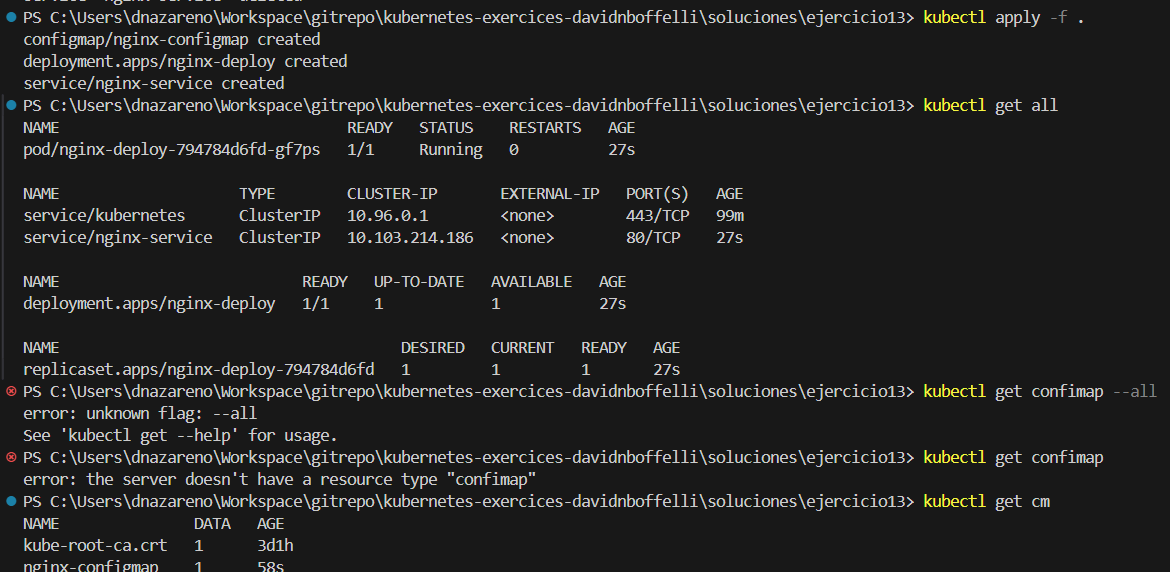 PS C:\Users\dnazareno\Workspace\gitrepo\kubernetes-exercices-davidnboffelli\soluciones\ejercicio13> kubectl apply -f .
configmap/nginx-configmap created
deployment.apps/nginx-deploy created
service/nginx-service created
PS C:\Users\dnazareno\Workspace\gitrepo\kubernetes-exercices-davidnboffelli\soluciones\ejercicio13> kubectl get all
NAME READY STATUS RESTARTS AGE
pod/nginx-deploy-794784d6fd-gf7ps 1/1 Running 0 27s
NAME TYPE CLUSTER-IP EXTERNAL-IP PORT(S) AGE
service/kubernetes ClusterIP 10.96.0.1 <none> 443/TCP 99m
service/nginx-service ClusterIP 10.103.214.186 <none> 80/TCP 27s
NAME READY UP-TO-DATE AVAILABLE AGE
deployment.apps/nginx-deploy 1/1 1 1 27s
NAME DESIRED CURRENT READY AGE
replicaset.apps/nginx-deploy-794784d6fd 1 1 1 27s
PS C:\Users\dnazareno\Workspace\gitrepo\kubernetes-exercices-davidnboffelli\soluciones\ejercicio13> kubectl get confimap --all
error: unknown flag: --all
See 'kubectl get --help' for usage.
PS C:\Users\dnazareno\Workspace\gitrepo\kubernetes-exercices-davidnboffelli\soluciones\ejercicio13> kubectl get confimap
error: the server doesn't have a resource type "confimap"
PS C:\Users\dnazareno\Workspace\gitrepo\kubernetes-exercices-davidnboffelli\soluciones\ejercicio13> kubectl get cm
NAME DATA AGE
kube-root-ca.crt 1 3d1h
nginx-configmap 1 58s